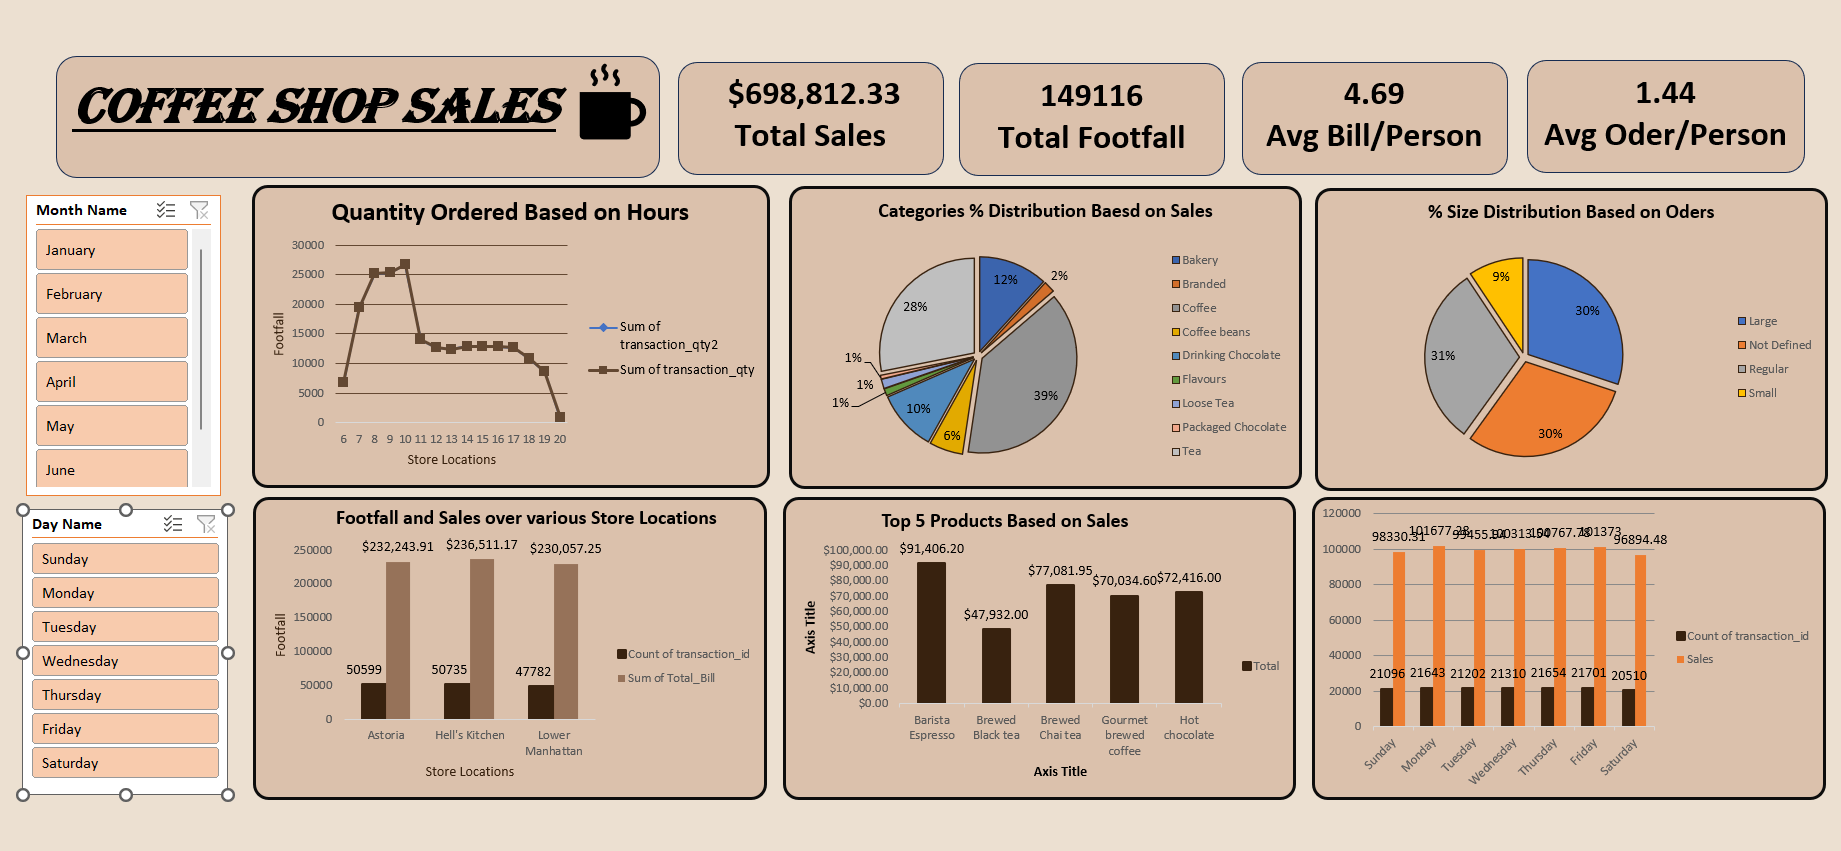 COFFEE SHOP SALES
$698,812.33
Total Sales
149116
Total Footfall
4.69
Avg Bill/Person
1.44
Avg Oder/Person
Month Name
January
February
March
April
May
June
Day Name
Sunday
Monday
Tuesday
Wednesday
Thursday
Friday
Saturday
Quantity Ordered Based on Hours
30000
25000
20000
15000
10000
5000
0
Footfall
6 7 8 9 10 11 12 13 14 15 16 17 18 19 20
Store Locations
Sum of
transaction_qty2
Sum of transaction_qty
Categories % Distribution Baesd on Sales
12%
2%
39%
6%
10%
1%
1%
1%
28%
Bakery
Branded
Coffee
Coffee beans
Drinking Chocolate
Flavours
Loose Tea
Packaged Chocolate
Tea
% Size Distribution Based on Oders
30%
30%
31%
9%
Large
Not Defined
Regular
Small
Footfall and Sales over various Store Locations
250000
200000
150000
100000
50000
0
Footfall
$232,243.91 $236,511.17 $230,057.25
50599 50735 47782
Astoria Hell's Kitchen Lower
Manhattan
Store Locations
Count of transaction_id
Sum of Total_Bill
Top 5 Products Based on Sales
$100,000.00
$90,000.00
$80,000.00
$70,000.00
$60,000.00
$50,000.00
$40,000.00
$30,000.00
$20,000.00
$10,000.00
$0.00
Axis Title
$91,406.20
$47,932.00
$77,081.95
$70,034.60
$72,416.00
Barista
Espresso
Brewed
Black tea
Brewed
Chai tea
Gourmet
brewed
coffee
Hot
chocolate
Axis Title
Total
120000
100000
80000
60000
40000
20000
0
98330.31
101677.28
100313.54
100767.78
101373
96894.48
21096 21643 21202 21310 21654 21701 20510
Sunday
Monday
Tuesday
Wednesday
Thursday
Friday
Saturday
Count of transaction_id
Sales